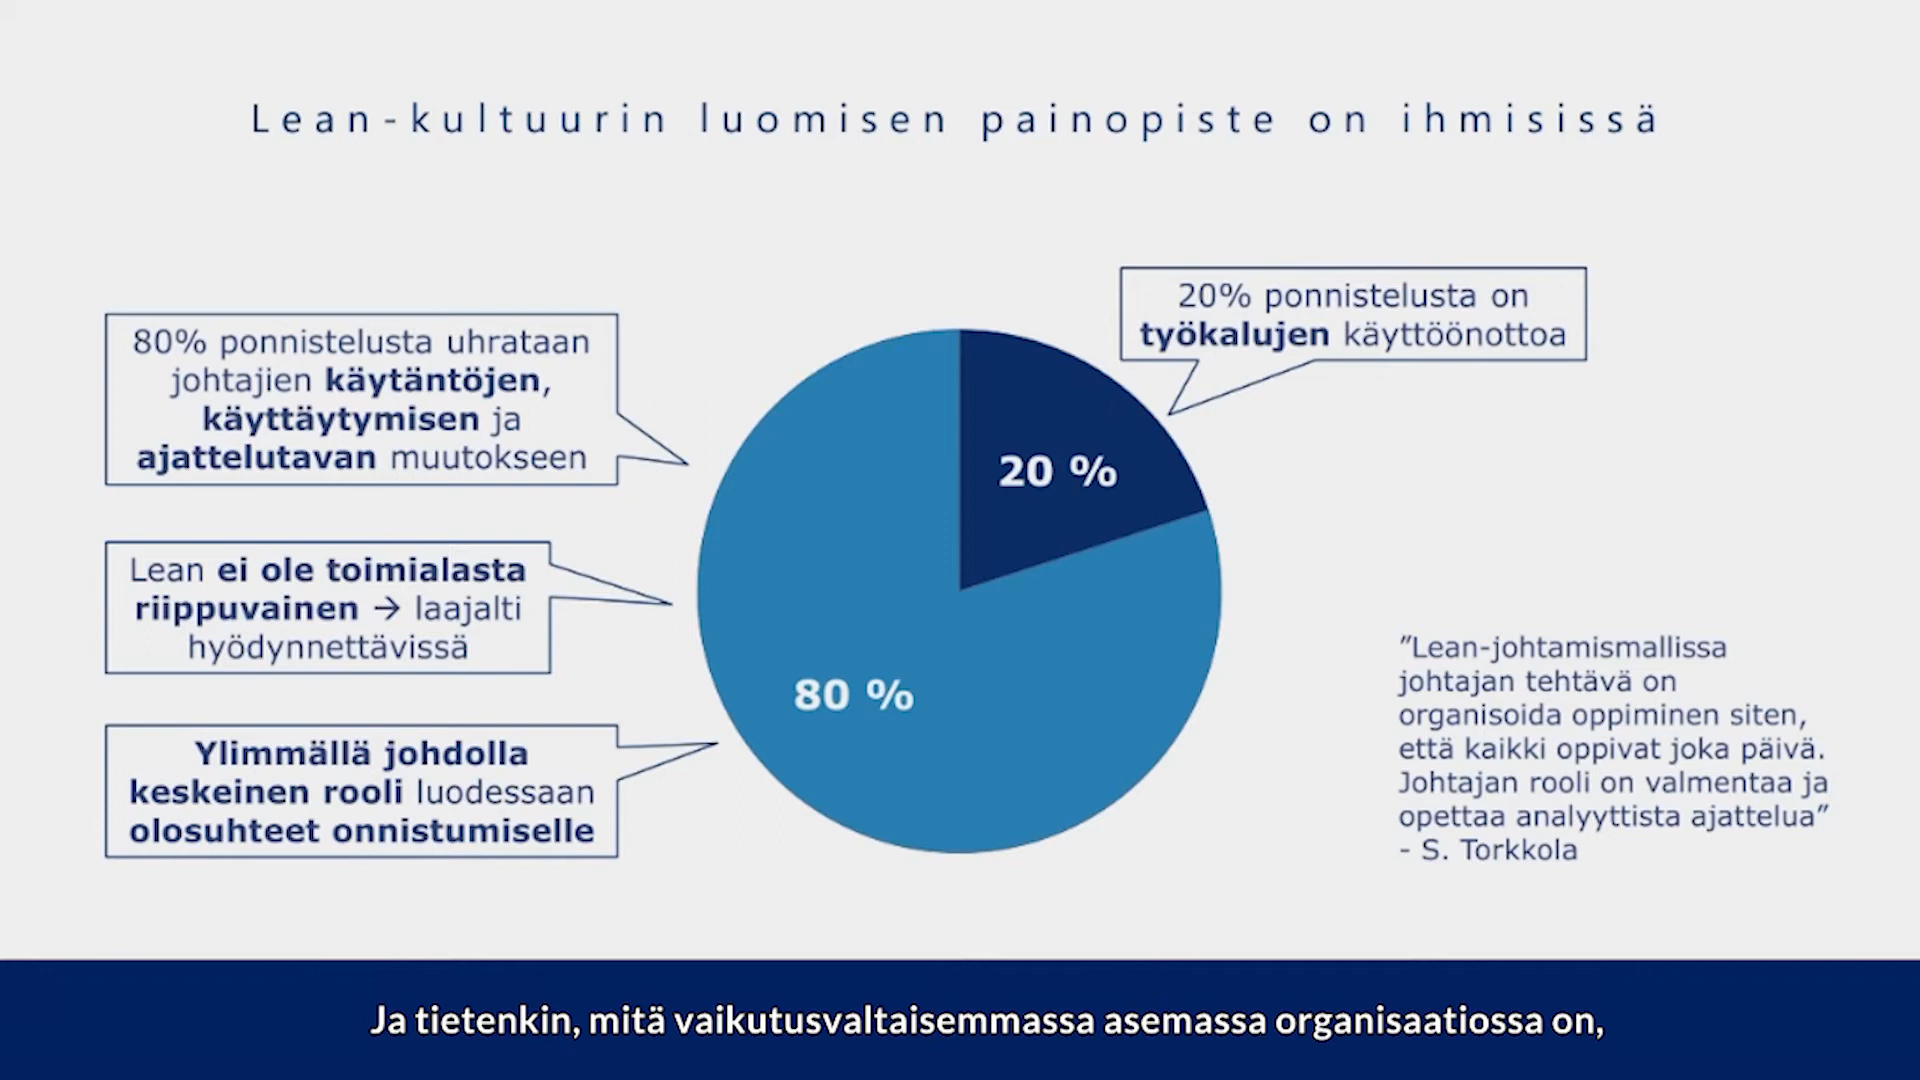 Lean-kultuurin luomisen painopiste on ihmisissä
20% ponnistelusta on
työkalujen käyttöönottoa
80% ponnistelusta uhrataan
johtajien käytäntöjen,
käyttäytymisen ja
ajattelutavan muutokseen
20 %
Lean ei ole toimialasta
riippuvainen → laajalti
hyödynnettävissä
80 %
Ylimmällä johdolla
keskeinen rooli luodessaan
olosuhteet onnistumiselle
”Lean-johtamismallissa
johtajan tehtävä on
organisoida oppiminen siten,
että kaikki oppivat joka päivä.
Johtajan rooli on valmentaa ja
opettaa analyyttista ajattelua”
- S. Torkkola
Ja tietenkin, mitä vaikutusvaltaisemmassa asemassa organisaatiossa on,